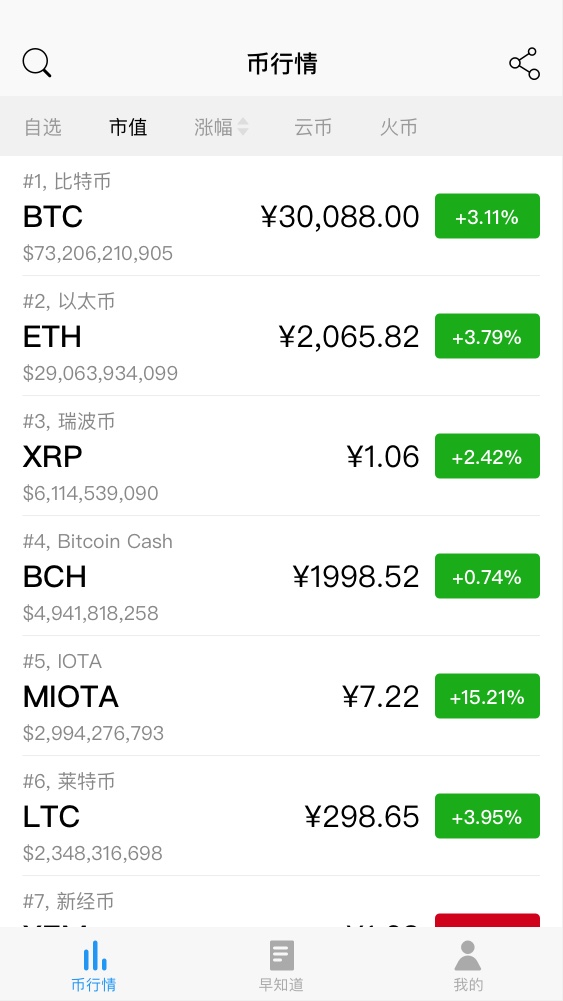 币行情
自选 市值 涨幅 云币 火币
#1, 比特币
BTC ¥30,088.00 +3.11%
$73,206,210,905
#2, 以太币
ETH ¥2,065.82 +3.79%
$29,063,934,099
#3, 瑞波币
XRP ¥1.06 +2.42%
$6,114,539,090
#4, Bitcoin Cash
BCH ¥1998.52 +0.74%
$4,941,818,258
#5, IOTA
MIOTA ¥7.22 +15.21%
$2,994,276,793
#6, 莱特币
LTC ¥298.65 +3.95%
$2,348,316,698
#7, 新经币
币行情 早知道 我的